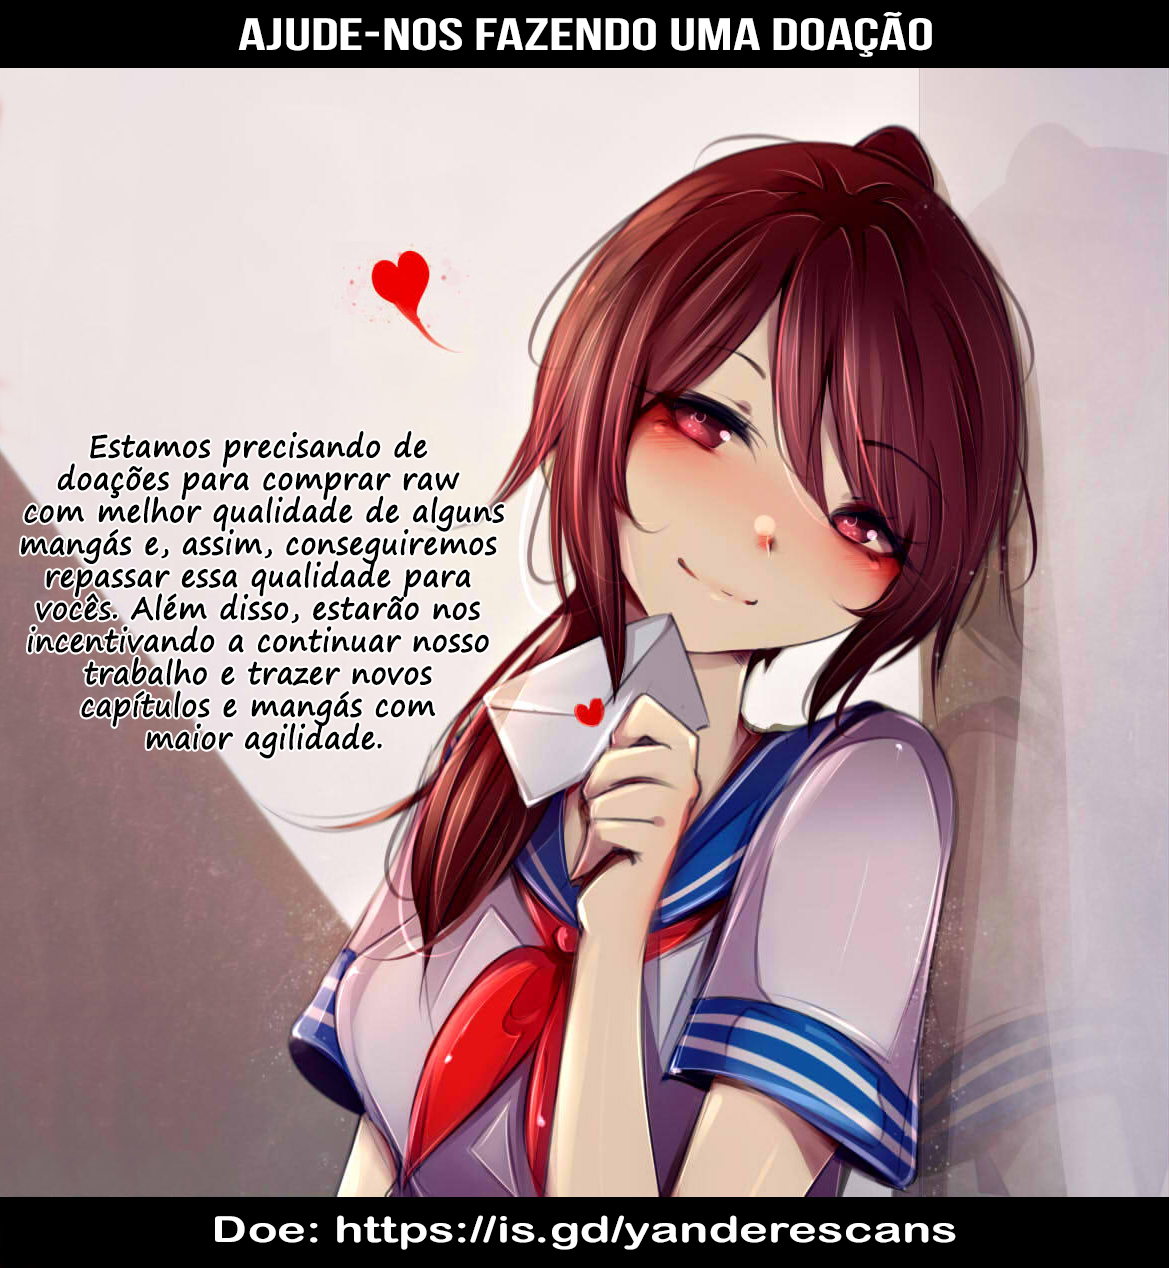 AJUDE-NOS FAZENDO UMA DOAÇÃO
Estamos precisando de
doações para comprar raw
com melhor qualidade de alguns
mangás e, assim, conseguiremos
repassar essa qualidade para
vocês. Além disso, estarão nos
incentivando a continuar nosso
trabalho e trazer novos
capítulos e mangás com
maior agilidade.
Doe: https://is.gd/yanderescans